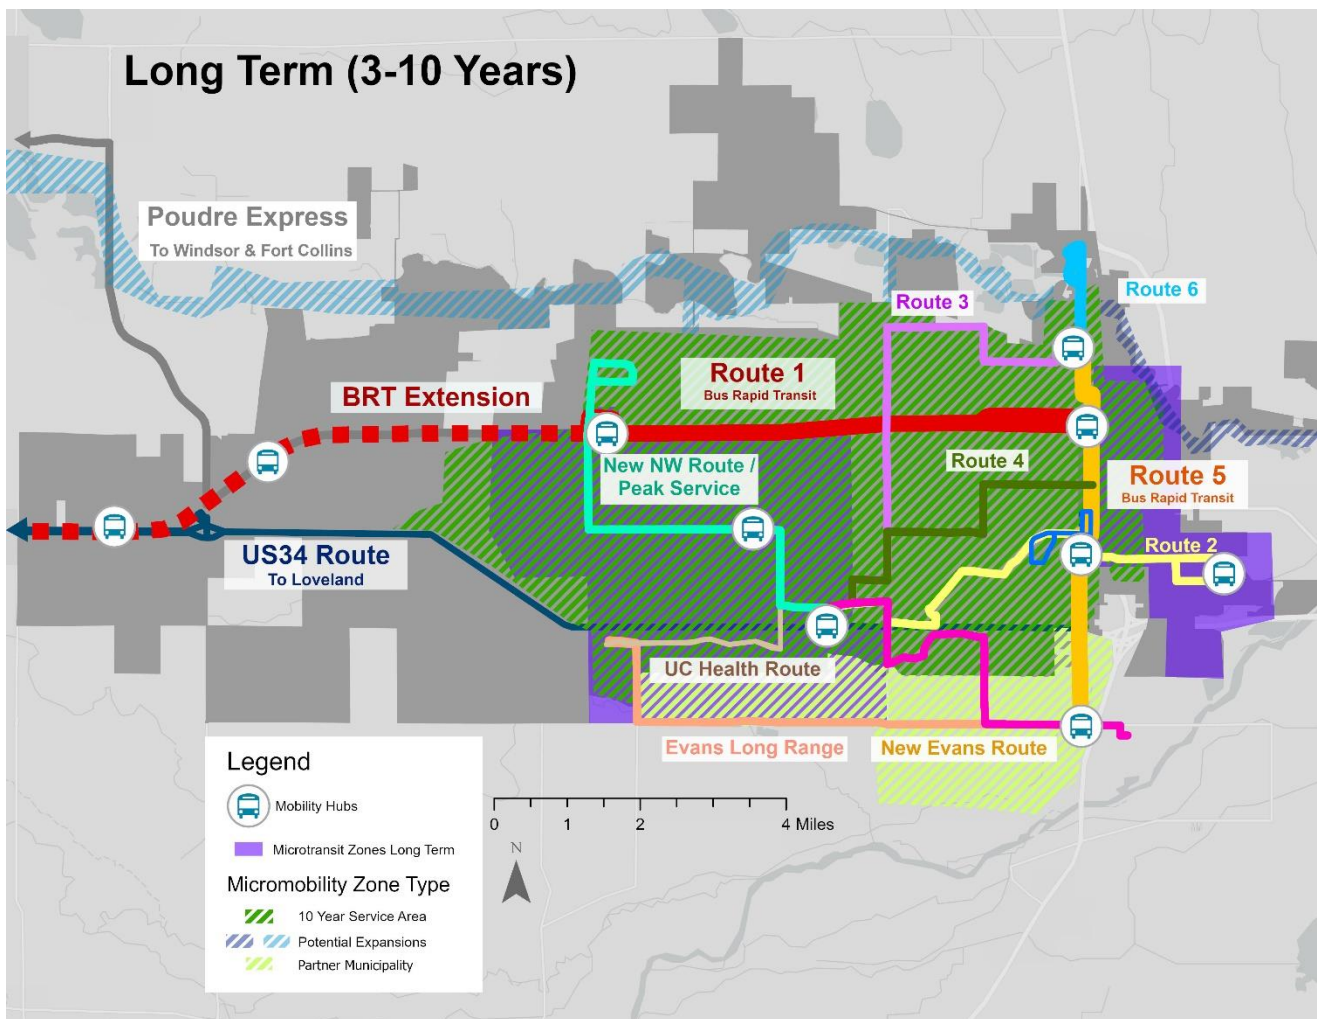 Long Term (3-10 Years)
Poudre Express
To Windsor & Fort Collins
Route 3
Route 6
BRT Extension
Route 1
Bus Rapid Transit
New NW Route /
Peak Service
Route 4
Route 5
Bus Rapid Transit
US34 Route
To Loveland
Route 2
UC Health Route
Evans Long Range
New Evans Route
Legend
Mobility Hubs
Microtransit Zones Long Term
Micromobility Zone Type
10 Year Service Area
Potential Expansions
Partner Municipality
0 1 2 4 Miles
N